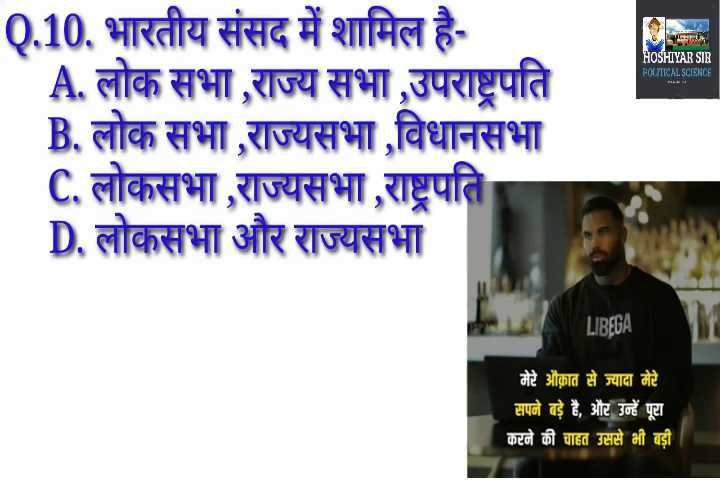 Q.10. भारतीय संसद में शामिल है-
A. लोक सभा ,राज्य सभा ,उपराष्ट्रपति
B. लोक सभा ,राज्यसभा ,विधानसभा
C. लोकसभा ,राज्यसभा ,राष्ट्रपति
D. लोकसभा और राज्यसभा
HOSHIYAR SIR
POLITICAL SCIENCE
LIBEGA
मेरे औक़ात से ज्यादा मेरे
सपने बड़े है, और उन्हें पूरा
करने की चाहत उससे भी बड़ी